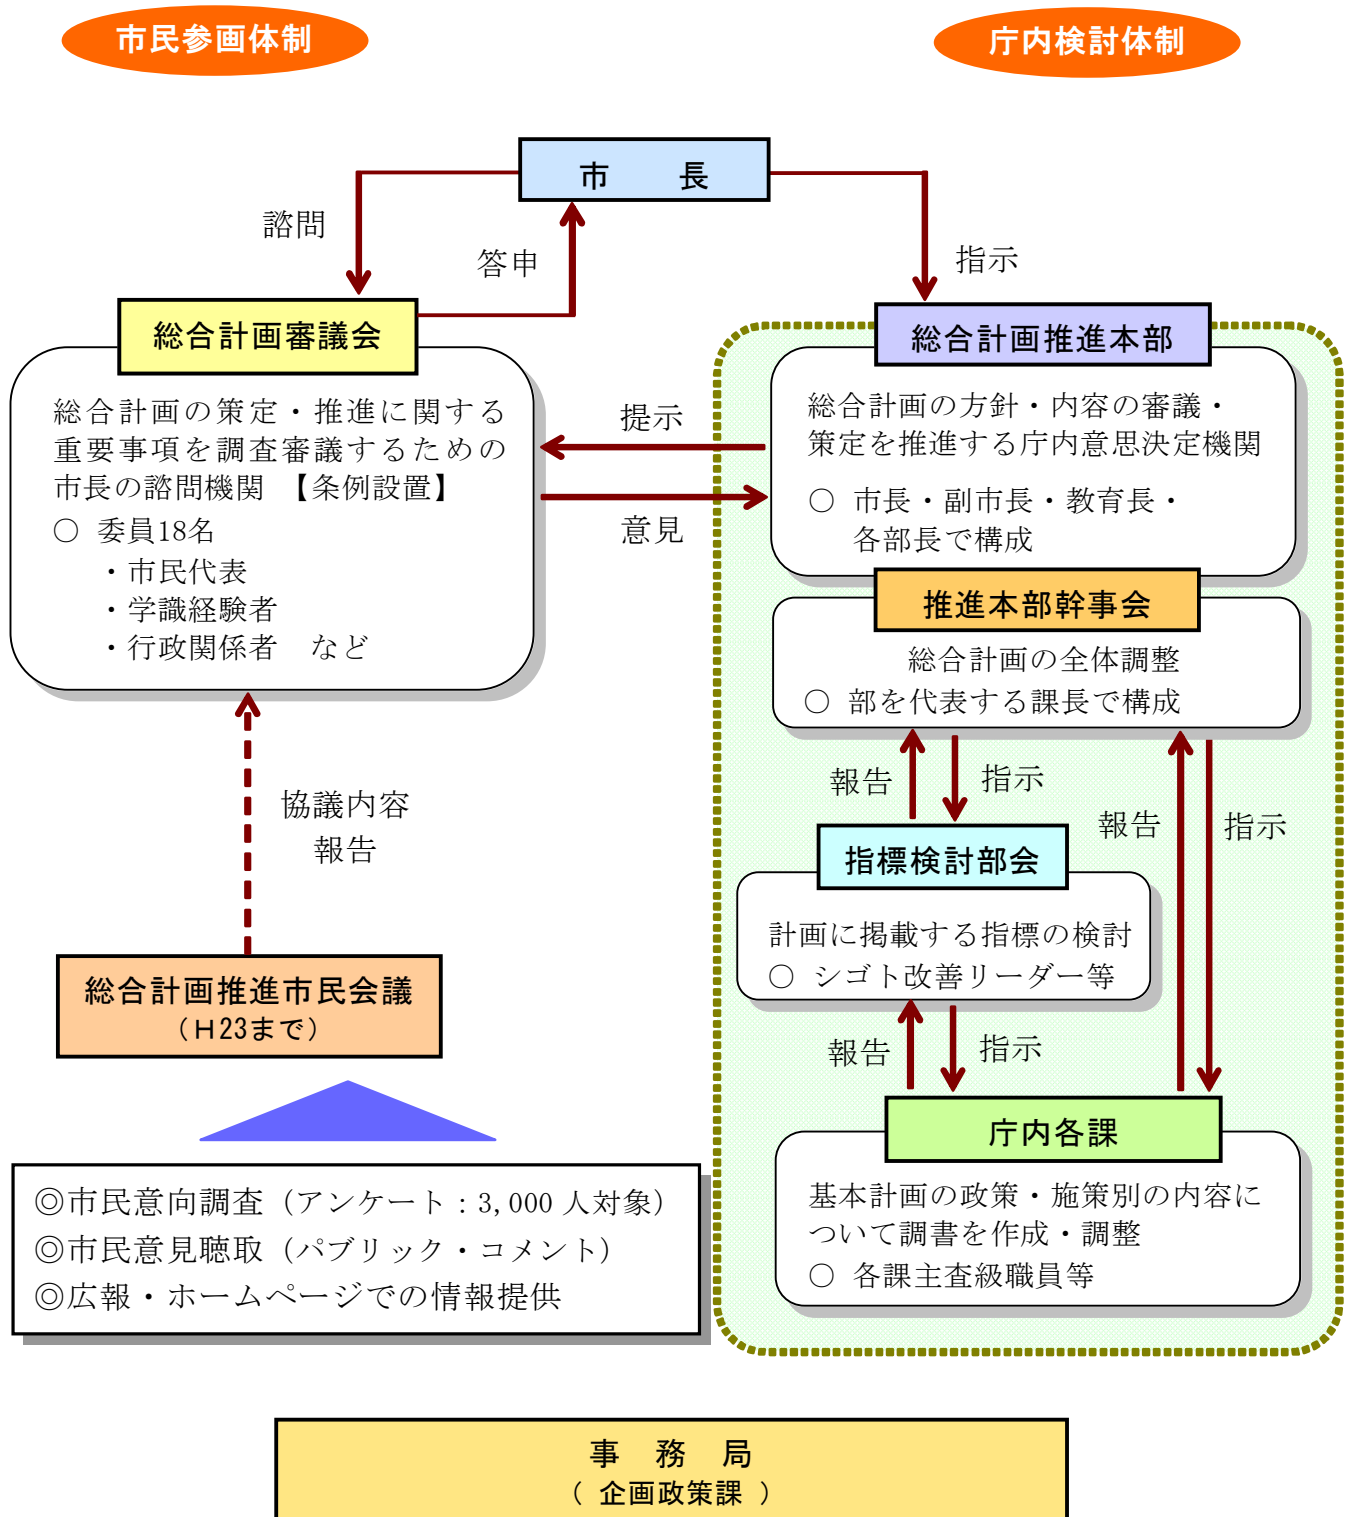 市民参画体制
庁内検討体制
市　長
諮問
答申
指示
総合計画審議会
総合計画の策定・推進に関する
重要事項を調査審議するための
市長の諮問機関 【条例設置】
○ 委員18名
・市民代表
・学識経験者
・行政関係者　など
提示
意見
総合計画推進本部
総合計画の方針・内容の審議・
策定を推進する庁内意思決定機関
○ 市長・副市長・教育長・
各部長で構成
推進本部幹事会
総合計画の全体調整
○ 部を代表する課長で構成
報告
指示
報告
指示
指標検討部会
計画に掲載する指標の検討
○ シゴト改善リーダー等
報告
指示
庁内各課
基本計画の政策・施策別の内容に
ついて調書を作成・調整
○ 各課主査級職員等
協議内容
報告
総合計画推進市民会議
（Ｈ23まで）
◎市民意向調査（アンケート：3,000 人対象）
◎市民意見聴取（パブリック・コメント）
◎広報・ホームページでの情報提供
事　務　局
（ 企画政策課 ）